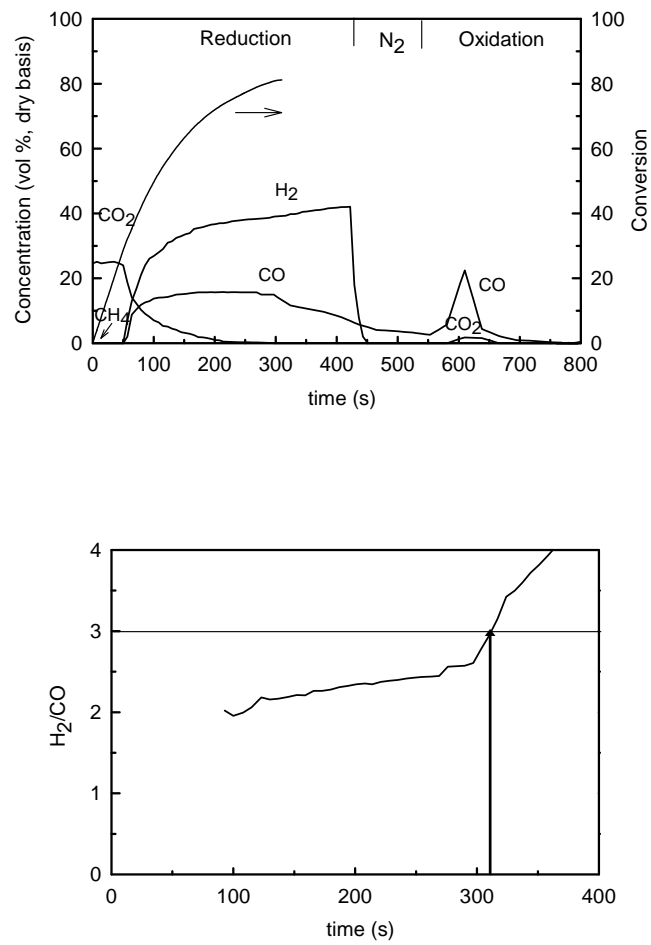 Reduction N2 Oxidation
Concentration (vol %, dry basis)
100
80
60
40
20
0
CO2
CH4
H2
CO
CO
CO2
100
80
60
40
20
0
Conversion
0 100 200 300 400 500 600 700 800
time (s)
H2/CO
4
3
2
1
0
0 100 200 300 400
time (s)